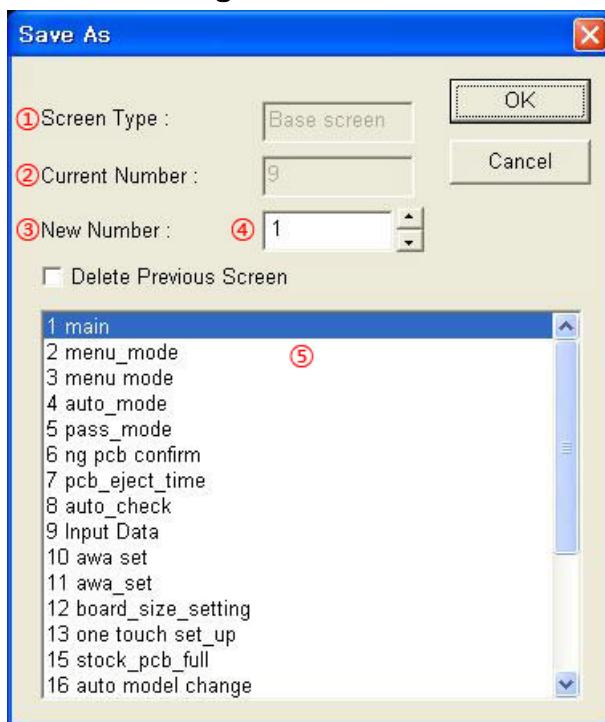 Save As
①Screen Type :
Base screen
OK
②Current Number :
9
Cancel
③New Number :
④
1
Delete Previous Screen
1 main
2 menu_mode
⑤
3 menu mode
4 auto_mode
5 pass_mode
6 ng pcb confirm
7 pcb_eject_time
8 auto_check
9 Input Data
10 awa set
11 awa_set
12 board_size_setting
13 one touch set_up
15 stock_pcb_full
16 auto model change